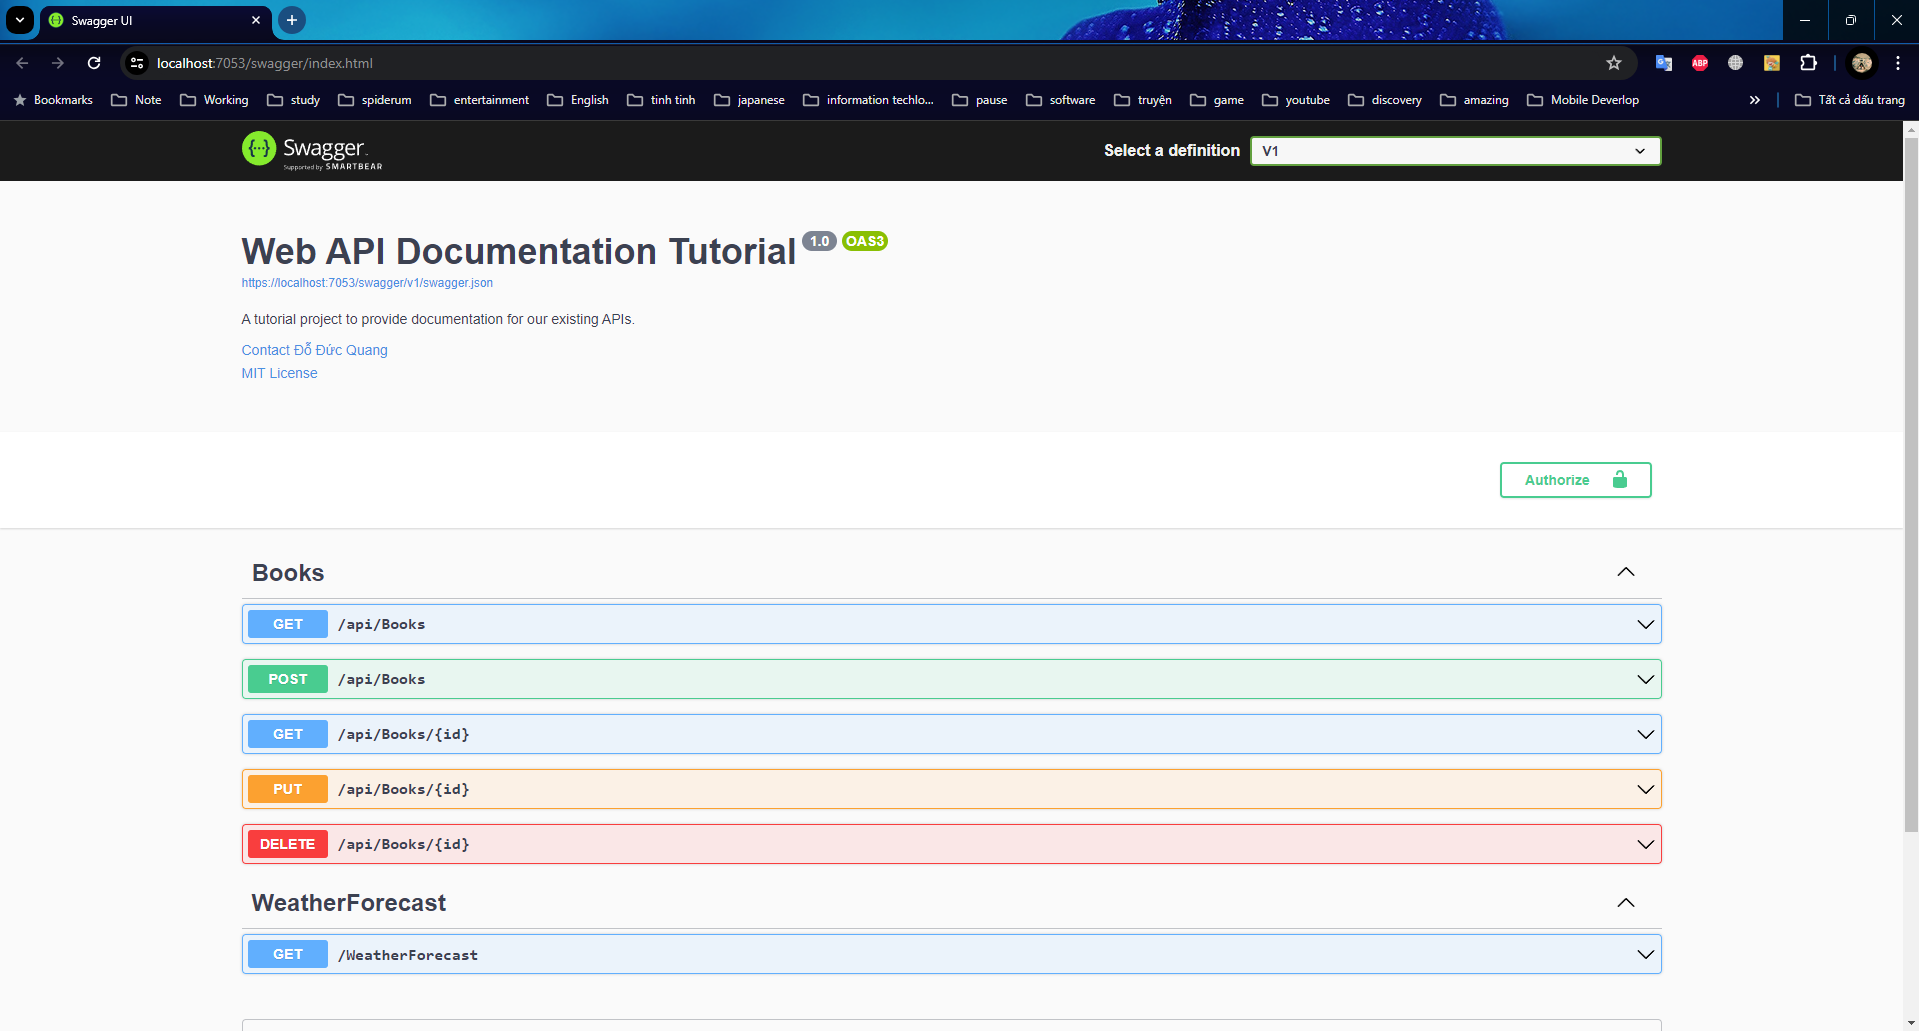 Swagger UI
localhost:7053/swagger/index.html
Bookmarks Note Working study spiderum entertainment English tinh tinh japanese information techlo... pause software truyện game youtube discovery amazing Mobile Deverlop Tất cả dấu trang
Swagger.
Supported by SMARTBEAR
Select a definition V1
Web API Documentation Tutorial 1.0 OAS3
https://localhost:7053/swagger/v1/swagger.json
A tutorial project to provide documentation for our existing APIs.
Contact Đỗ Đức Quang
MIT License
Authorize
Books
GET /api/Books
POST /api/Books
GET /api/Books/{id}
PUT /api/Books/{id}
DELETE /api/Books/{id}
WeatherForecast
GET /WeatherForecast
ABP